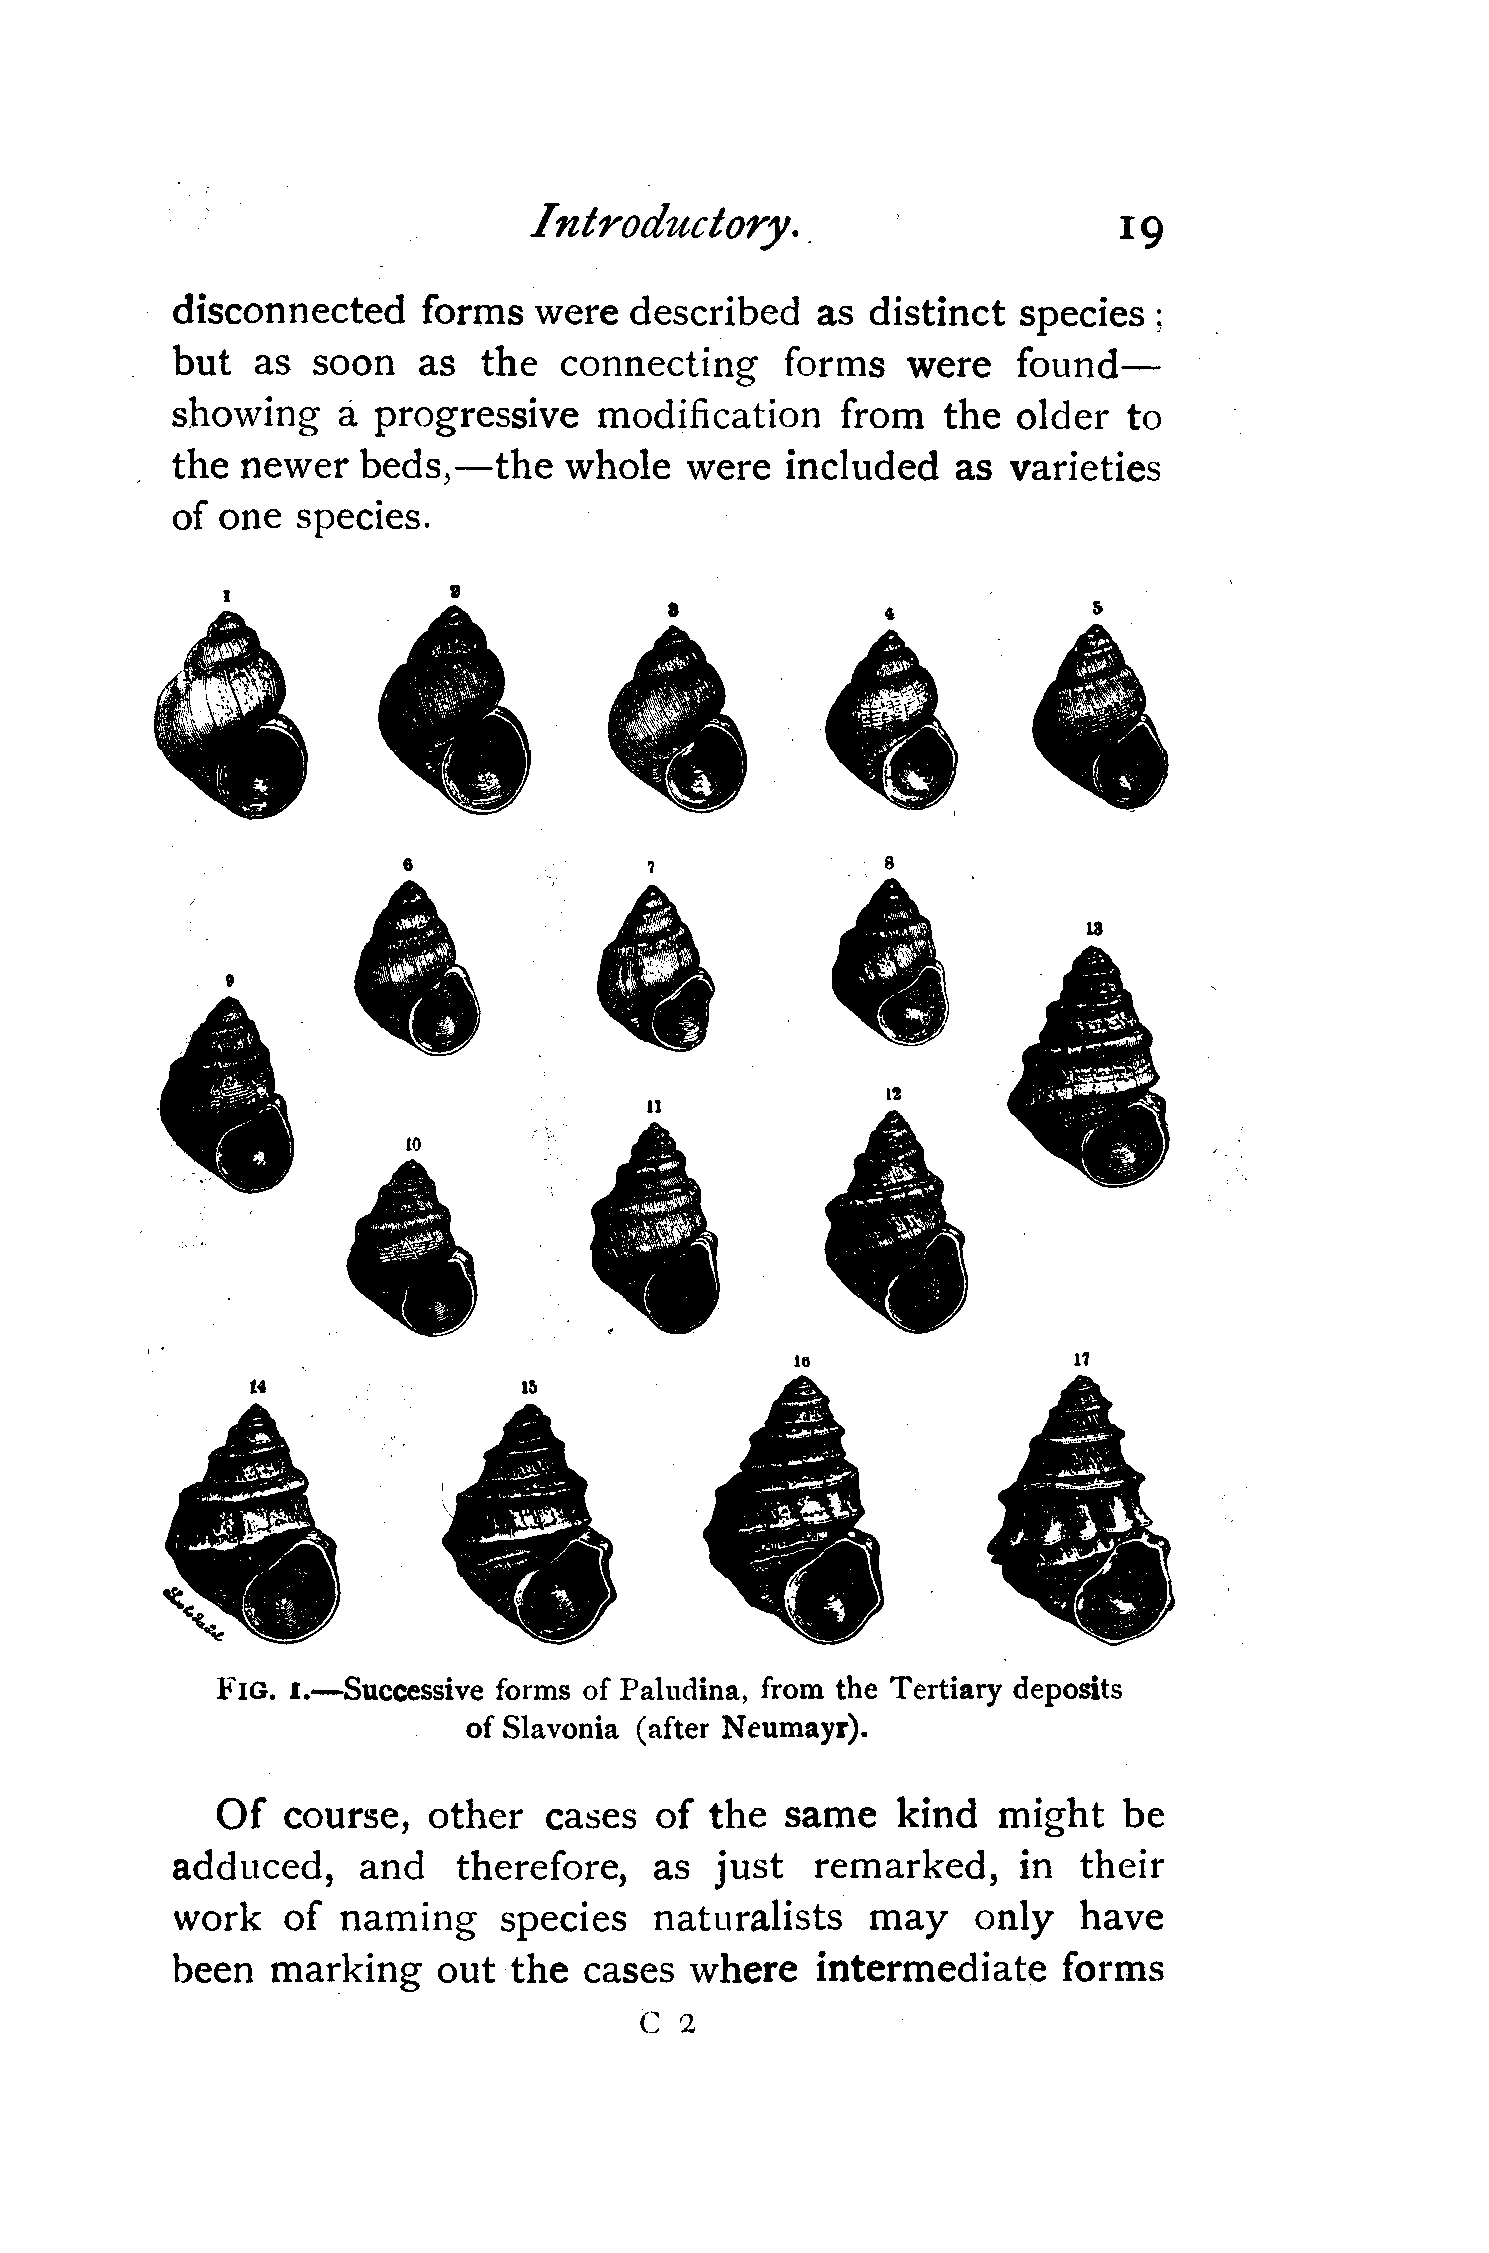 Introductory. 19
disconnected forms were described as distinct species ;
but as soon as the connecting forms were found—
showing a progressive modification from the older to
the newer beds,—the whole were included as varieties
of one species.
1 2 3 4 5
6 7 8
9 13
10 11 12
14 15 16 17
FIG. 1.—Successive forms of Paludina, from the Tertiary deposits
of Slavonia (after Neumayr).
Of course, other cases of the same kind might be
adduced, and therefore, as just remarked, in their
work of naming species naturalists may only have
been marking out the cases where intermediate forms
C 2